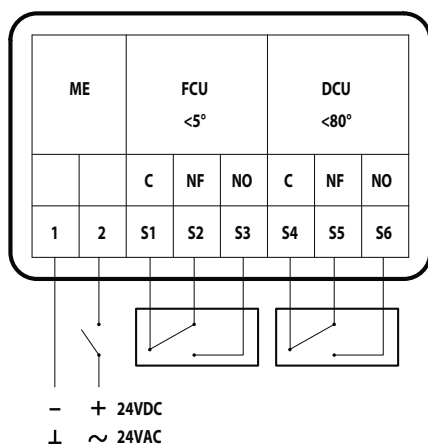 ME FCU DCU
<5° <80°
C NF NO C NF NO
1 2 S1 S2 S3 S4 S5 S6
− + 24VDC
⊥ ~ 24VAC